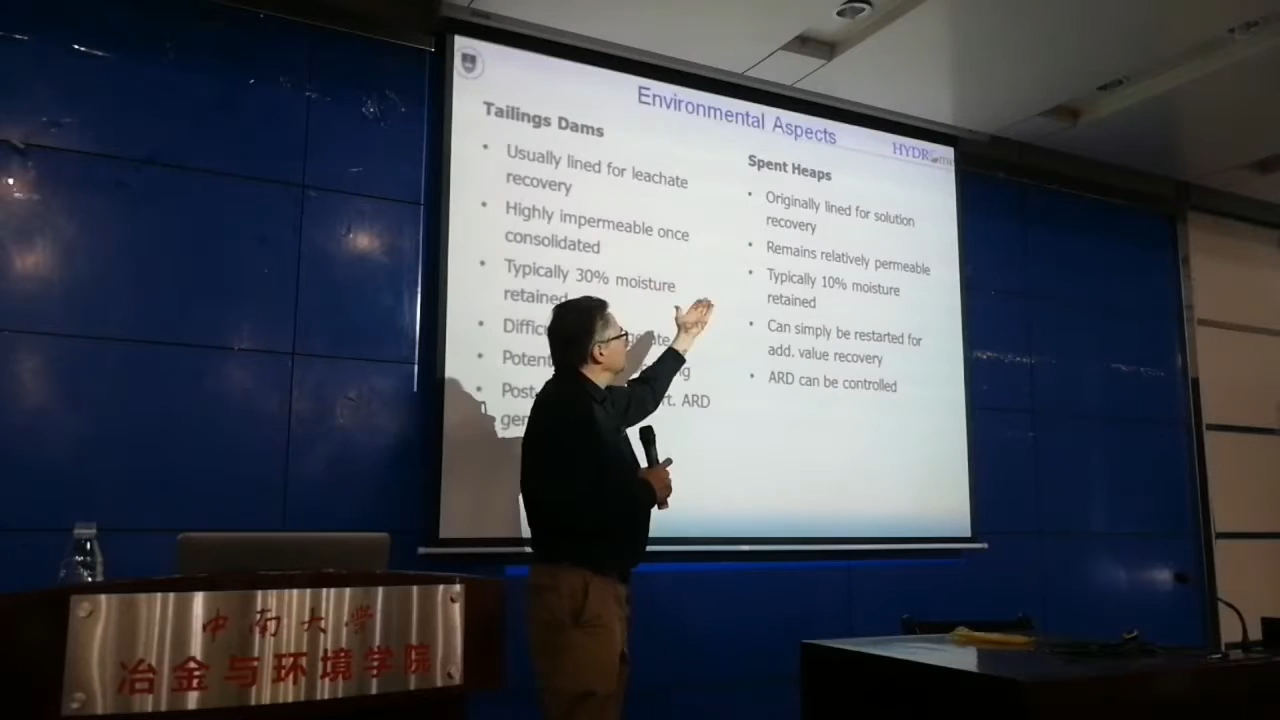 Environmental Aspects
HYDR
Tailings Dams
• Usually lined for leachate
recovery
• Highly impermeable once
consolidated
• Typically 30% moisture
retained
•
•
• Post-
ARD
Spent Heaps
• Originally lined for solution
recovery
• Remains relatively permeable
• Typically 10% moisture
retained
• Can simply be restarted for
add. value recovery
• ARD can be controlled
中南大学
冶金与环境学院